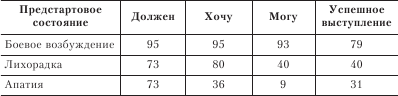 Предстартовое состояние Должен Хочу Могу Успешное выступление
Боевое возбуждение 95 95 93 79
Лихорадка 73 80 40 40
Апатия 73 36 9 31